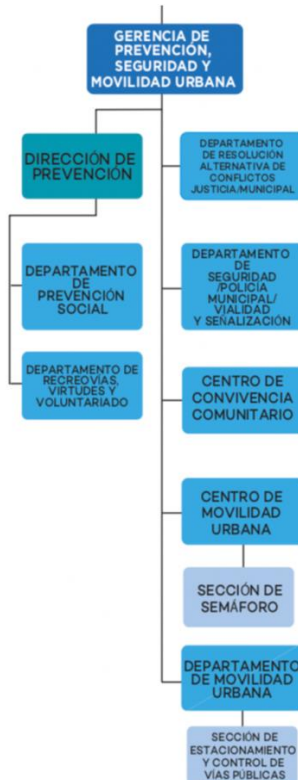 GERENCIA DE
PREVENCIÓN,
SEGURIDAD Y
MOVILIDAD URBANA
DIRECCIÓN DE
PREVENCIÓN
DEPARTAMENTO
DE RESOLUCIÓN
ALTERNATIVA DE
CONFLICTOS
JUSTICIA/MUNICIPAL
DEPARTAMENTO
DE
PREVENCIÓN
SOCIAL
DEPARTAMENTO
DE
SEGURIDAD
/POLICÍA
MUNICIPAL/
VIALIDAD
Y SEÑALIZACIÓN
DEPARTAMENTO DE
RECREOVÍAS,
VIRTUDES Y
VOLUNTARIADO
CENTRO DE
CONVIVENCIA
COMUNITARIO
CENTRO DE
MOVILIDAD
URBANA
SECCIÓN DE
SEMÁFORO
DEPARTAMENTO
DE MOVILIDAD
URBANA
SECCIÓN DE
ESTACIONAMIENTO
Y CONTROL DE
VÍAS PÚBLICAS